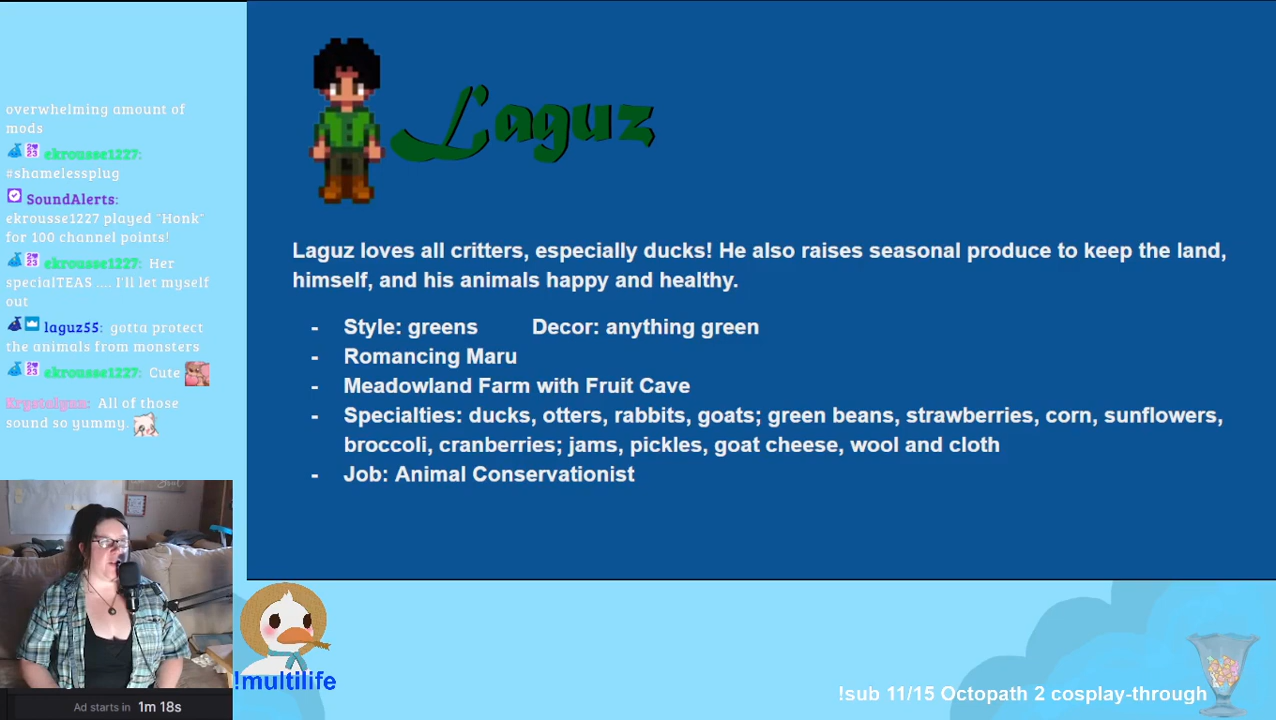 overwhelming amount of
mods
ekrousse1227:
#shamelessplug
SoundAlerts:
ekrousse1227 played "Honk"
for 100 channel points!
ekrousse1227: Her
specialTEAS .... I'll let myself
out
laguz55: gotta protect
the animals from monsters
ekrousse1227: Cute
All of those
sound so yummy.
Laguz
Laguz loves all critters, especially ducks! He also raises seasonal produce to keep the land,
himself, and his animals happy and healthy.
- Style: greens Decor: anything green
- Romancing Maru
- Meadowland Farm with Fruit Cave
- Specialties: ducks, otters, rabbits, goats; green beans, strawberries, corn, sunflowers,
broccoli, cranberries; jams, pickles, goat cheese, wool and cloth
- Job: Animal Conservationist
!multilife
!sub 11/15 Octopath 2 cosplay-through
Ad starts in 1m 18s